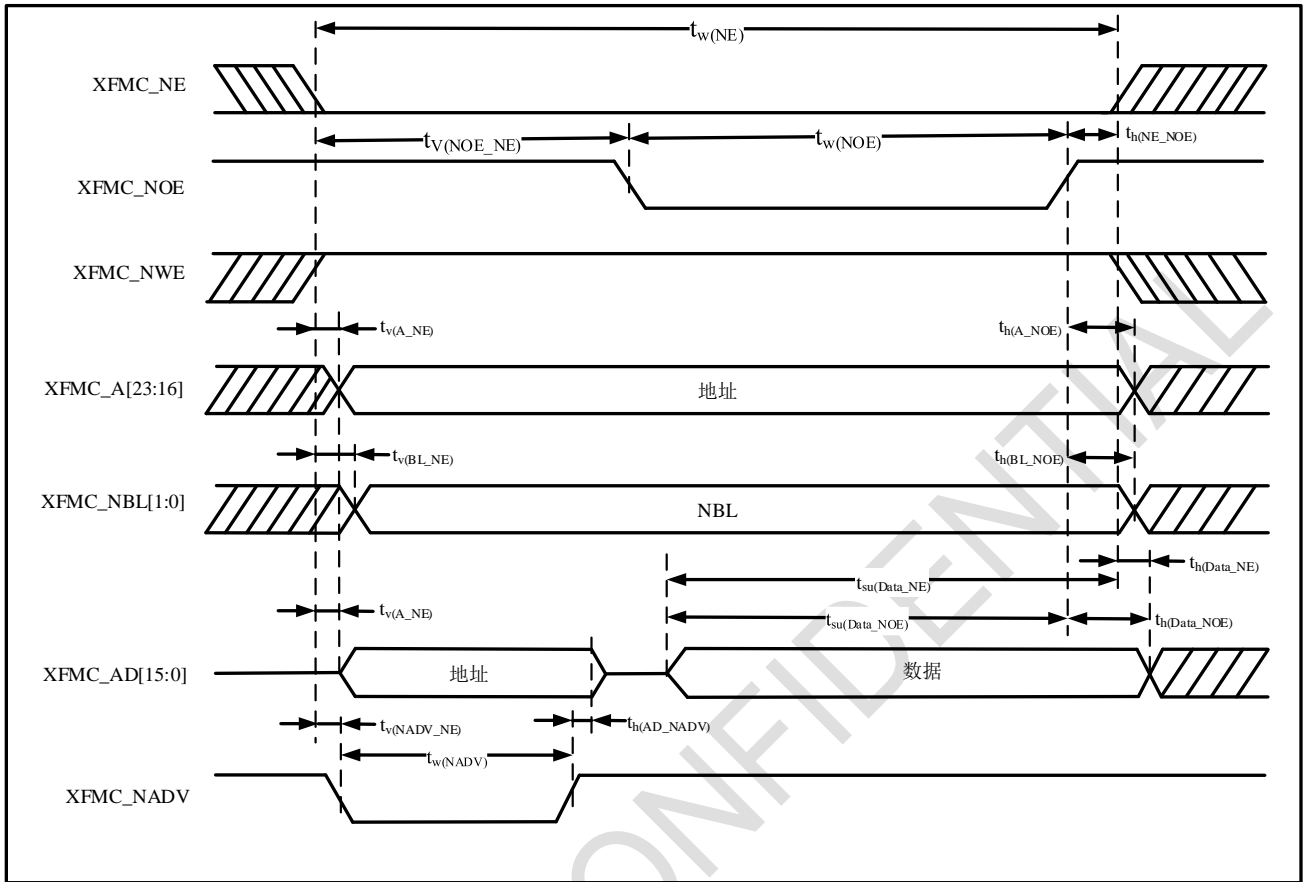 tw(NE)
XFMC_NE
tV(NOE_NE)
tw(NOE)
th(NE_NOE)
XFMC_NOE
XFMC_NWE
tv(A_NE)
th(A_NOE)
XFMC_A[23:16]
地址
tv(BL_NE)
th(BL_NOE)
XFMC_NBL[1:0]
NBL
th(Data_NE)
tsu(Data_NE)
tv(A_NE)
tsu(Data_NOE)
th(Data_NOE)
XFMC_AD[15:0]
地址
数据
tv(NADV_NE)
th(AD_NADV)
tw(NADV)
XFMC_NADV
ONFIDENTIAL